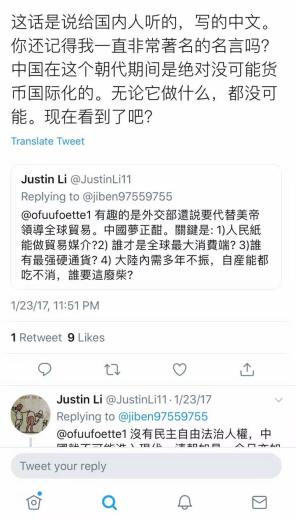 这话是说给国内人听的，写的中文。
你还记得我一直非常著名的名言吗？
中国在这个朝代期间是绝对没可能货
币国际化的。无论它做什么，都没可
能。现在看到了吧？
Translate Tweet
Justin Li @JustinLi11
Replying to @jiben97559755
@ofuufoette1 有趣的是外交部還説要代替美帝
領導全球貿易。中國夢正酣。關鍵是: 1)人民紙
能做貿易媒介?2) 誰才是全球最大消費端? 3)誰
有最强硬通貨? 4) 大陸內需多年不振，自産能都
吃不消，誰要這廢柴?
1/23/17, 11:51 PM
1 Retweet 9 Likes
Justin Li @JustinLi11 · 1/23/17
Replying to @jiben97559755
@ofuufoette1 沒有民主自由法治人權，中
Tweet your reply